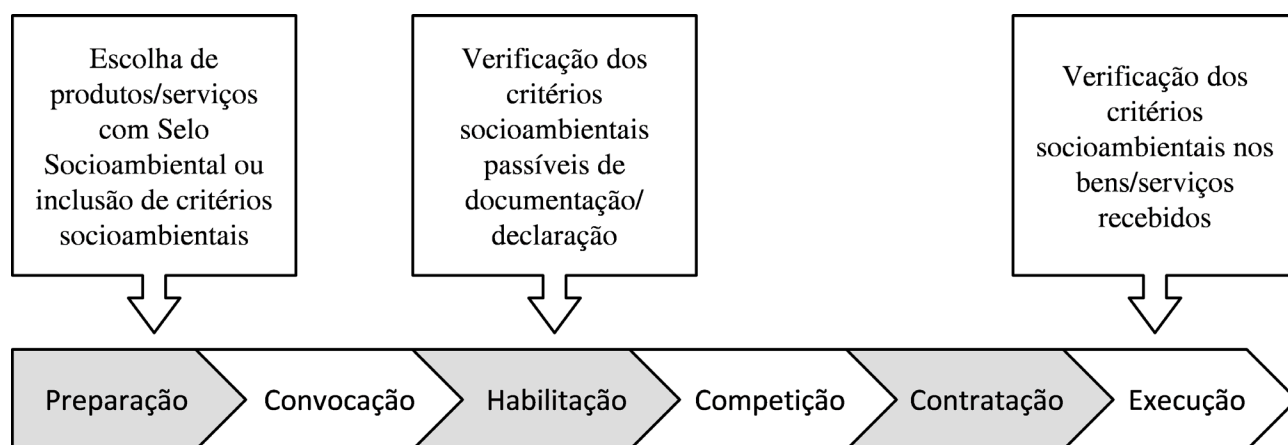 Escolha de
produtos/serviços
com Selo
Socioambiental ou
inclusão de critérios
socioambientais
Verificação dos
critérios
socioambientais
passíveis de
documentação/
declaração
Verificação dos
critérios
socioambientais nos
bens/serviços
recebidos
Preparação
Convocação
Habilitação
Competição
Contratação
Execução